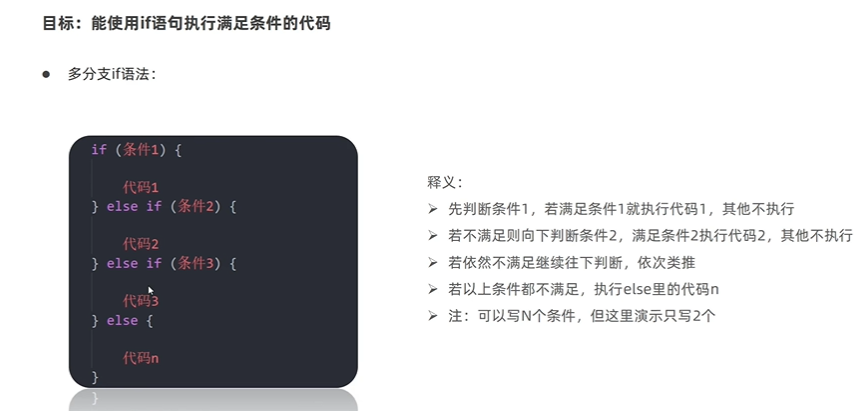 目标：能使用if语句执行满足条件的代码
● 多分支if语法：
if (条件1) {
代码1
} else if (条件2) {
代码2
} else if (条件3) {
代码3
} else {
代码n
}
释义：
➢ 先判断条件1，若满足条件1就执行代码1，其他不执行
➢ 若不满足则向下判断条件2，满足条件2执行代码2，其他不执行
➢ 若依然不满足继续往下判断，依次类推
➢ 若以上条件都不满足，执行else里的代码n
➢ 注：可以写N个条件，但这里演示只写2个